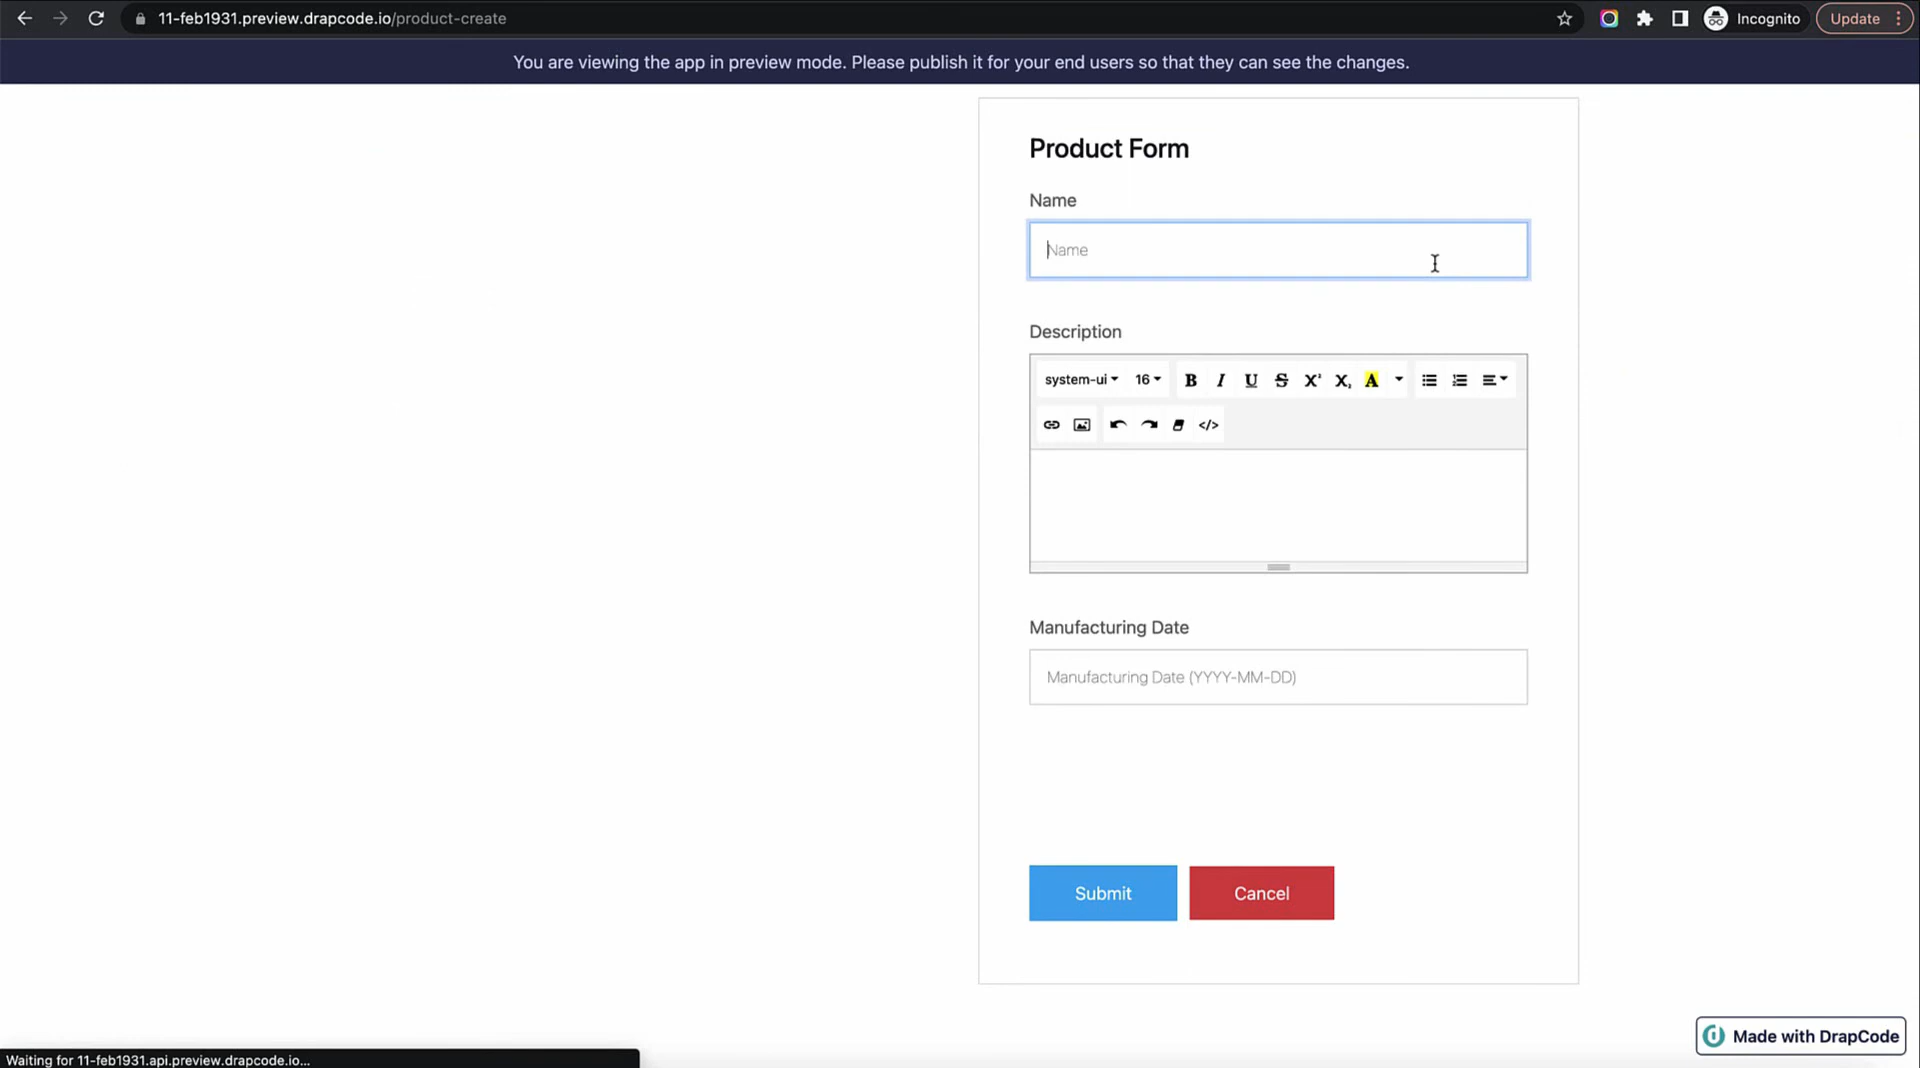 11-feb1931.preview.drapcode.io/product-create
Incognito
Update
You are viewing the app in preview mode. Please publish it for your end users so that they can see the changes.
Product Form
Name
Name
Description
system-ui 16 B I U S X² X₂ A
</>
Manufacturing Date
Manufacturing Date (YYYY-MM-DD)
Submit Cancel
Made with DrapCode
Waiting for 11-feb1931.api.preview.drapcode.io...